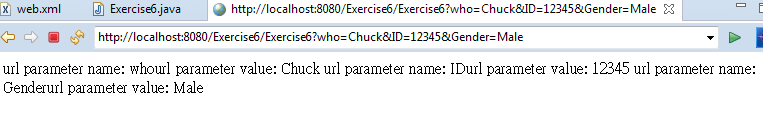 web.xml
Exercise6.java
http://localhost:8080/Exercise6/Exercise6?who=Chuck&ID=12345&Gender=Male
http://localhost:8080/Exercise6/Exercise6?who=Chuck&ID=12345&Gender=Male
url parameter name: whourl parameter value: Chuck url parameter name: IDurl parameter value: 12345 url parameter name:
Genderurl parameter value: Male